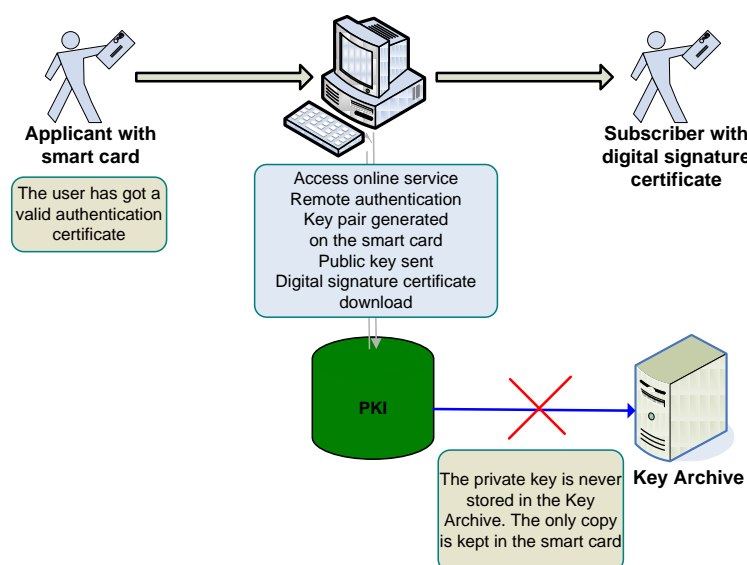 Applicant with
smart card
The user has got a
valid authentication
certificate
Subscriber with
digital signature
certificate
Access online service
Remote authentication
Key pair generated
on the smart card
Public key sent
Digital signature certificate
download
PKI
Key Archive
The private key is never
stored in the Key
Archive. The only copy
is kept in the smart card